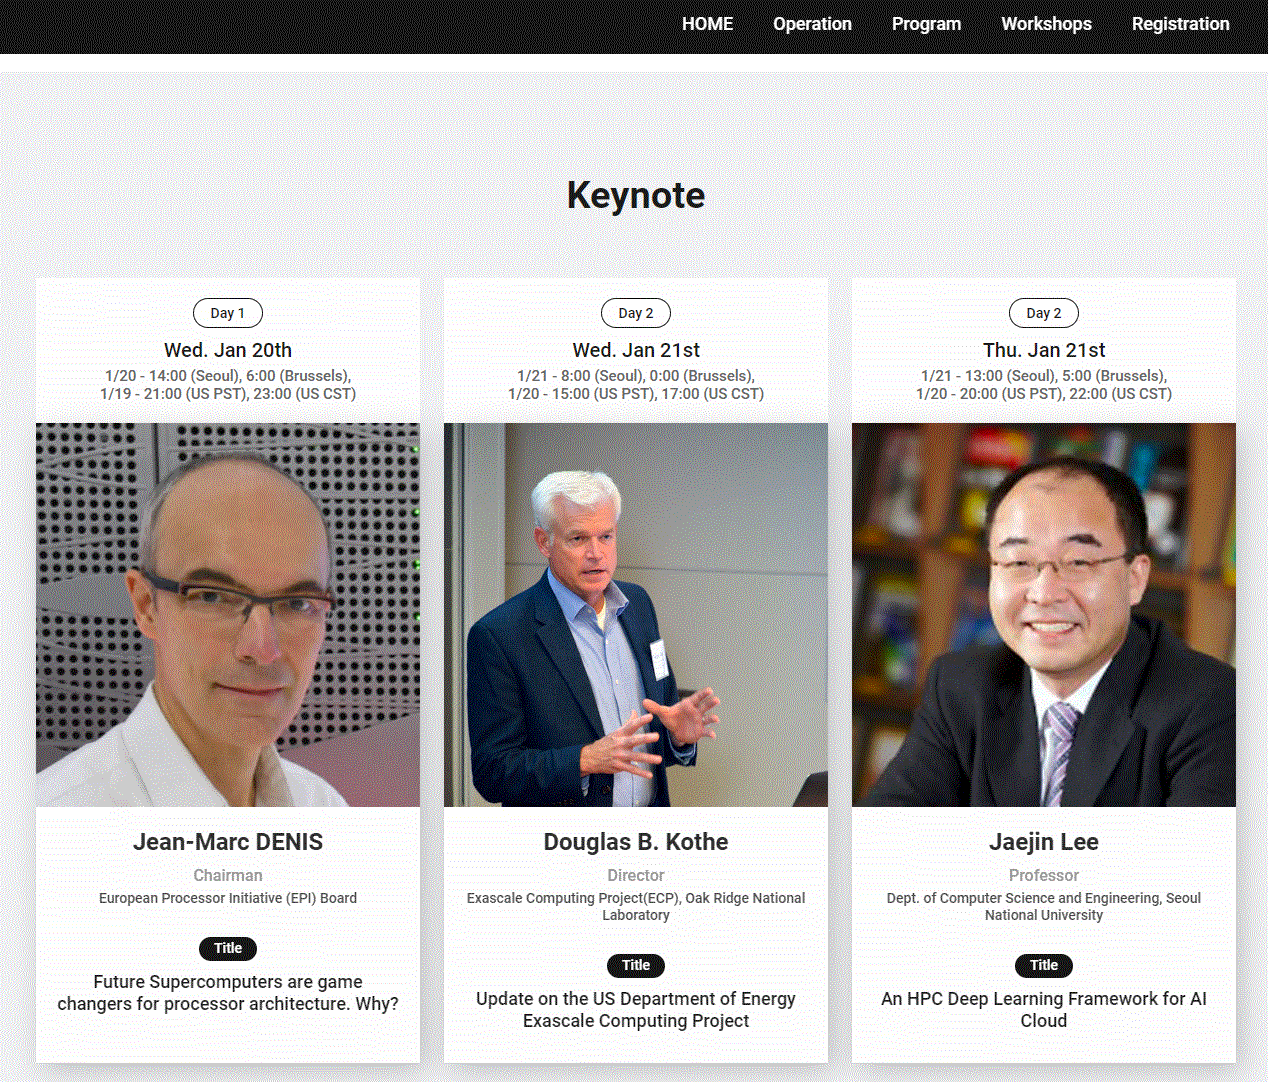 HOME Operation Program Workshops Registration
Keynote
Day 1
Wed. Jan 20th
1/20 - 14:00 (Seoul), 6:00 (Brussels),
1/19 - 21:00 (US PST), 23:00 (US CST)
Jean-Marc DENIS
Chairman
European Processor Initiative (EPI) Board
Title
Future Supercomputers are game
changers for processor architecture. Why?
Day 2
Wed. Jan 21st
1/21 - 8:00 (Seoul), 0:00 (Brussels),
1/20 - 15:00 (US PST), 17:00 (US CST)
Douglas B. Kothe
Director
Exascale Computing Project(ECP), Oak Ridge National
Laboratory
Title
Update on the US Department of Energy
Exascale Computing Project
Day 2
Thu. Jan 21st
1/21 - 13:00 (Seoul), 5:00 (Brussels),
1/20 - 20:00 (US PST), 22:00 (US CST)
Jaejin Lee
Professor
Dept. of Computer Science and Engineering, Seoul
National University
Title
An HPC Deep Learning Framework for AI
Cloud